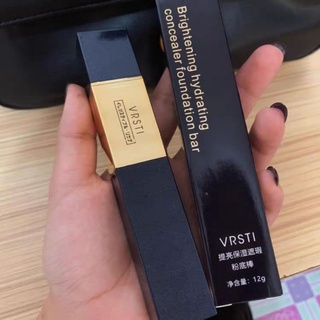 VRSTI
Brightening hydrating
concealer foundation bar
VRSTI
提亮保湿遮瑕
粉底棒
净含量：12g